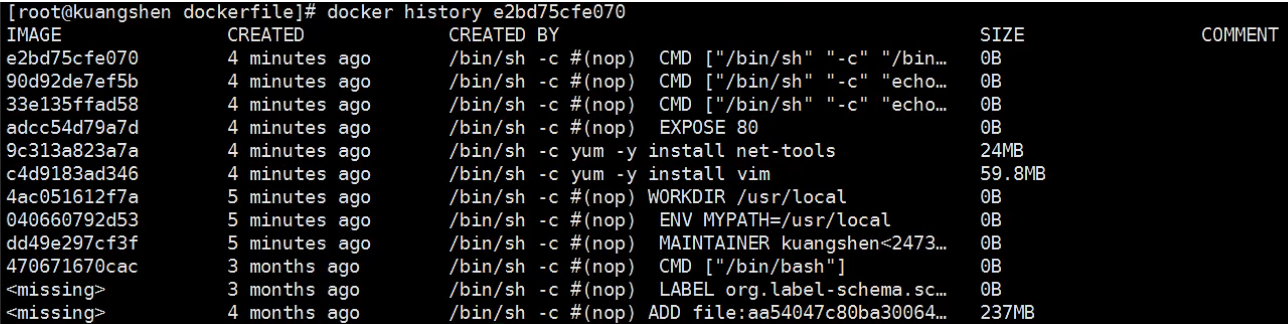 [root@kuangshen dockerfile]# docker history e2bd75cfe070
IMAGE CREATED CREATED BY SIZE COMMENT
e2bd75cfe070 4 minutes ago /bin/sh -c #(nop) CMD ["/bin/sh" "-c" "/bin… 0B
90d92de7ef5b 4 minutes ago /bin/sh -c #(nop) CMD ["/bin/sh" "-c" "echo… 0B
33e135ffad58 4 minutes ago /bin/sh -c #(nop) CMD ["/bin/sh" "-c" "echo… 0B
adcc54d79a7d 4 minutes ago /bin/sh -c #(nop) EXPOSE 80 0B
9c313a823a7a 4 minutes ago /bin/sh -c yum -y install net-tools 24MB
c4d9183ad346 4 minutes ago /bin/sh -c yum -y install vim 59.8MB
4ac051612f7a 5 minutes ago /bin/sh -c #(nop) WORKDIR /usr/local 0B
040660792d53 5 minutes ago /bin/sh -c #(nop) ENV MYPATH=/usr/local 0B
dd49e297cf3f 5 minutes ago /bin/sh -c #(nop) MAINTAINER kuangshen<2473… 0B
470671670cac 3 months ago /bin/sh -c #(nop) CMD ["/bin/bash"] 0B
<missing> 3 months ago /bin/sh -c #(nop) LABEL org.label-schema.sc… 0B
<missing> 4 months ago /bin/sh -c #(nop) ADD file:aa54047c80ba30064… 237MB